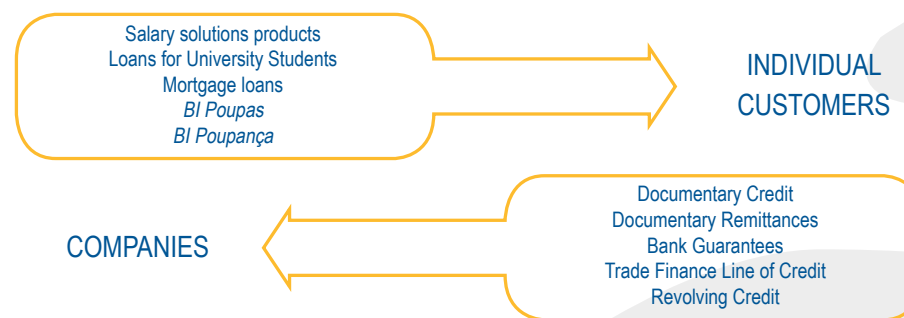 Salary solutions products
Loans for University Students
Mortgage loans
BI Poupas
BI Poupança
INDIVIDUAL
CUSTOMERS
COMPANIES
Documentary Credit
Documentary Remittances
Bank Guarantees
Trade Finance Line of Credit
Revolving Credit